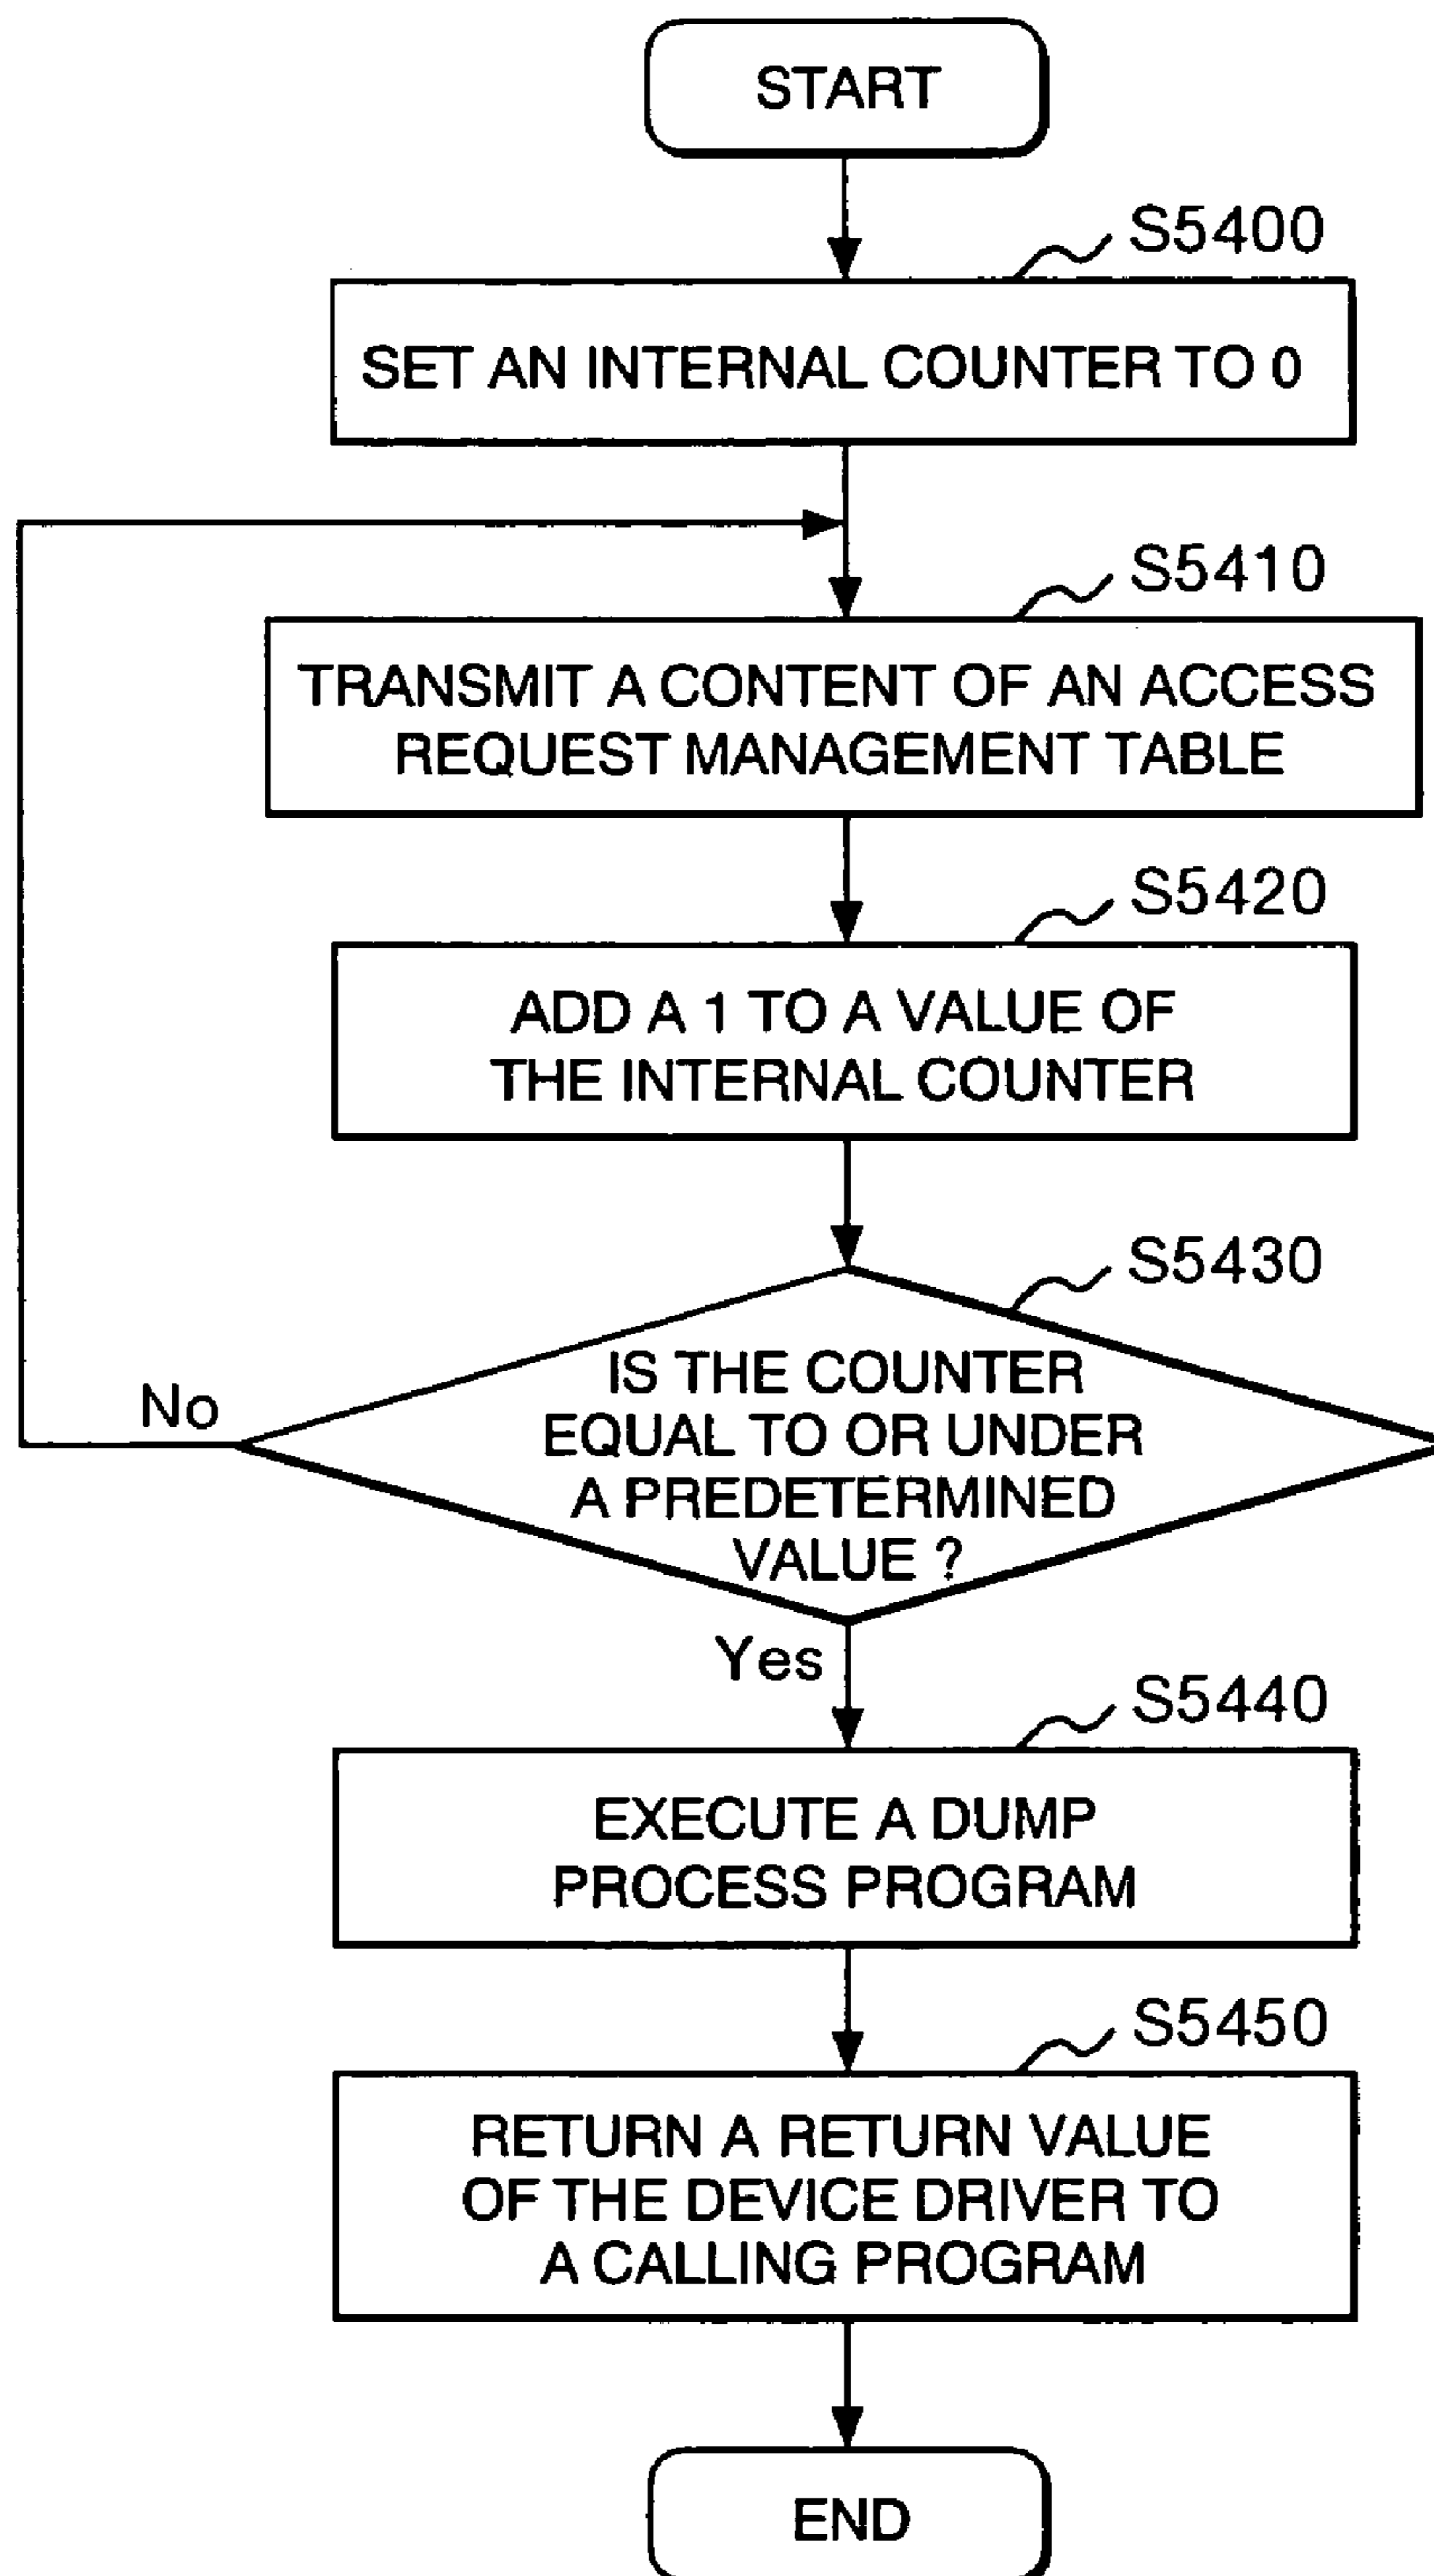 START
S5400
SET AN INTERNAL COUNTER TO 0
S5410
TRANSMIT A CONTENT OF AN ACCESS
REQUEST MANAGEMENT TABLE
S5420
ADD A 1 TO A VALUE OF
THE INTERNAL COUNTER
S5430
IS THE COUNTER
EQUAL TO OR UNDER
A PREDETERMINED
VALUE ?
No
Yes
S5440
EXECUTE A DUMP
PROCESS PROGRAM
S5450
RETURN A RETURN VALUE
OF THE DEVICE DRIVER TO
A CALLING PROGRAM
END